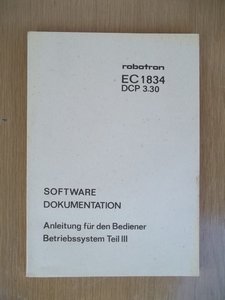 robotron
EC 1834
DCP 3.30
SOFTWARE
DOKUMENTATION
Anleitung für den Bediener
Betriebssystem Teil III